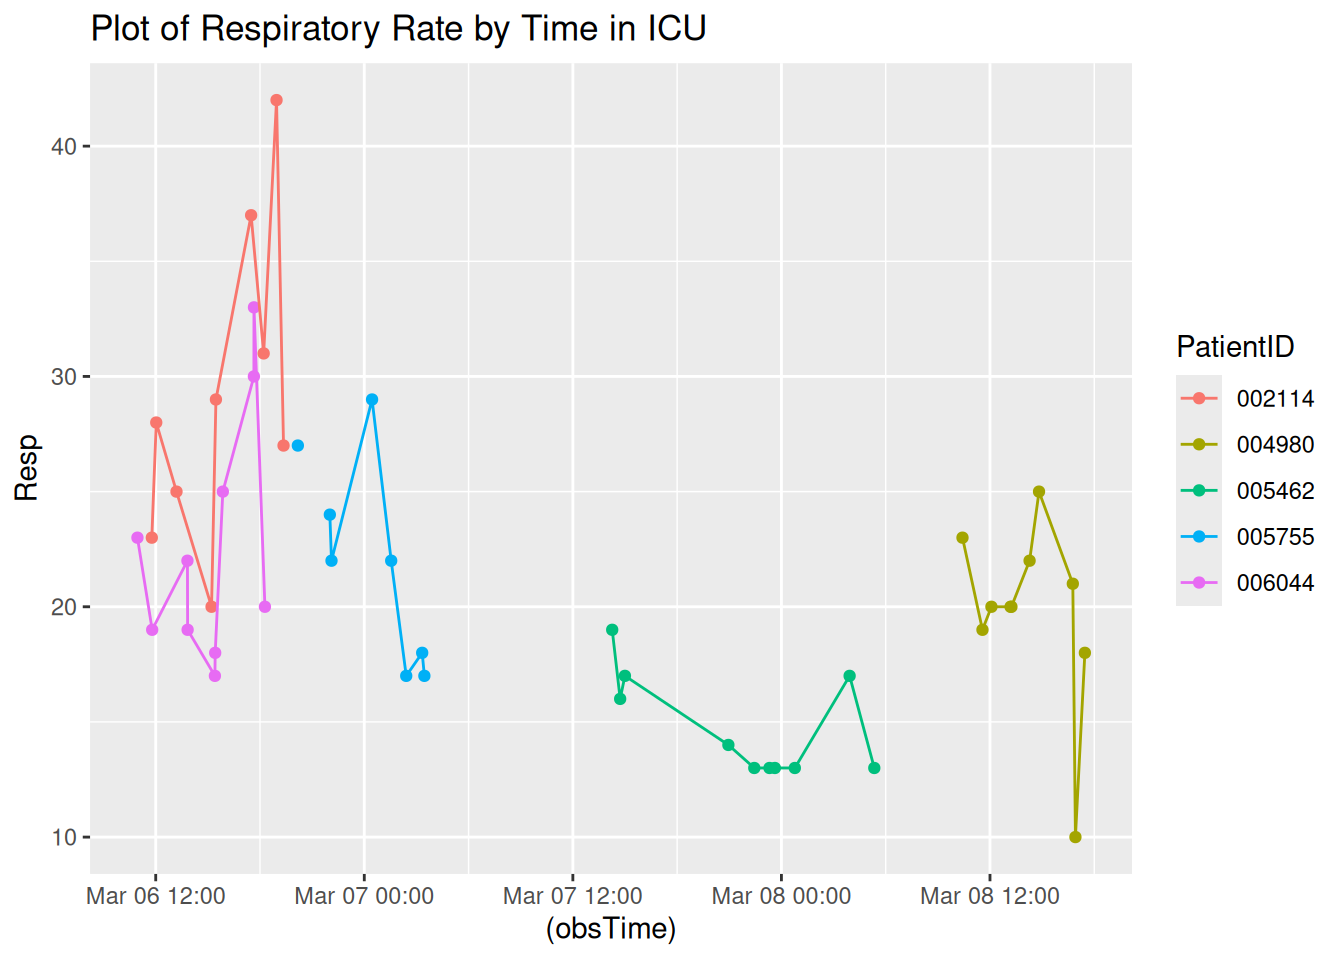 Plot of Respiratory Rate by Time in ICU
Resp
40
30
20
10
Mar 06 12:00
Mar 07 00:00
Mar 07 12:00
Mar 08 00:00
Mar 08 12:00
(obsTime)
PatientID
002114
004980
005462
005755
006044